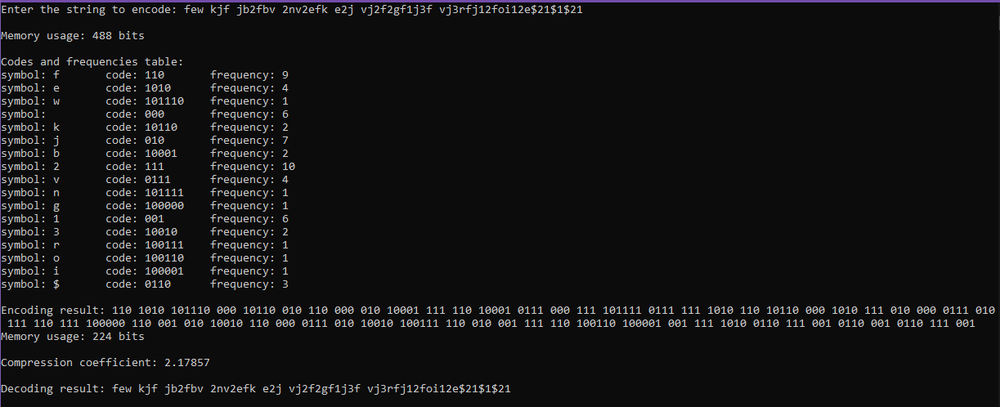 Enter the string to encode: few kjf jb2fbv 2nv2efk e2j vj2f2gf1j3f vj3rfj12foi12e$21$1$21
Memory usage: 488 bits
Codes and frequencies table:
symbol: f code: 110 frequency: 9
symbol: e code: 1010 frequency: 4
symbol: w code: 101110 frequency: 1
symbol: code: 000 frequency: 6
symbol: k code: 10110 frequency: 2
symbol: j code: 010 frequency: 7
symbol: b code: 10001 frequency: 2
symbol: 2 code: 111 frequency: 10
symbol: v code: 0111 frequency: 4
symbol: n code: 101111 frequency: 1
symbol: g code: 100000 frequency: 1
symbol: 1 code: 001 frequency: 6
symbol: 3 code: 10010 frequency: 2
symbol: r code: 100111 frequency: 1
symbol: o code: 100110 frequency: 1
symbol: i code: 100001 frequency: 1
symbol: $ code: 0110 frequency: 3
Encoding result: 110 1010 101110 000 10110 010 110 000 010 10001 111 110 10001 0111 000 111 101111 0111 111 1010 110 10110 000 1010 111 010 000 0111 010
111 110 111 100000 110 001 010 10010 110 000 0111 010 10010 100111 110 010 001 111 110 100110 100001 001 111 1010 0110 111 001 0110 001 0110 111 001
Memory usage: 224 bits
Compression coefficient: 2.17857
Decoding result: few kjf jb2fbv 2nv2efk e2j vj2f2gf1j3f vj3rfj12foi12e$21$1$21